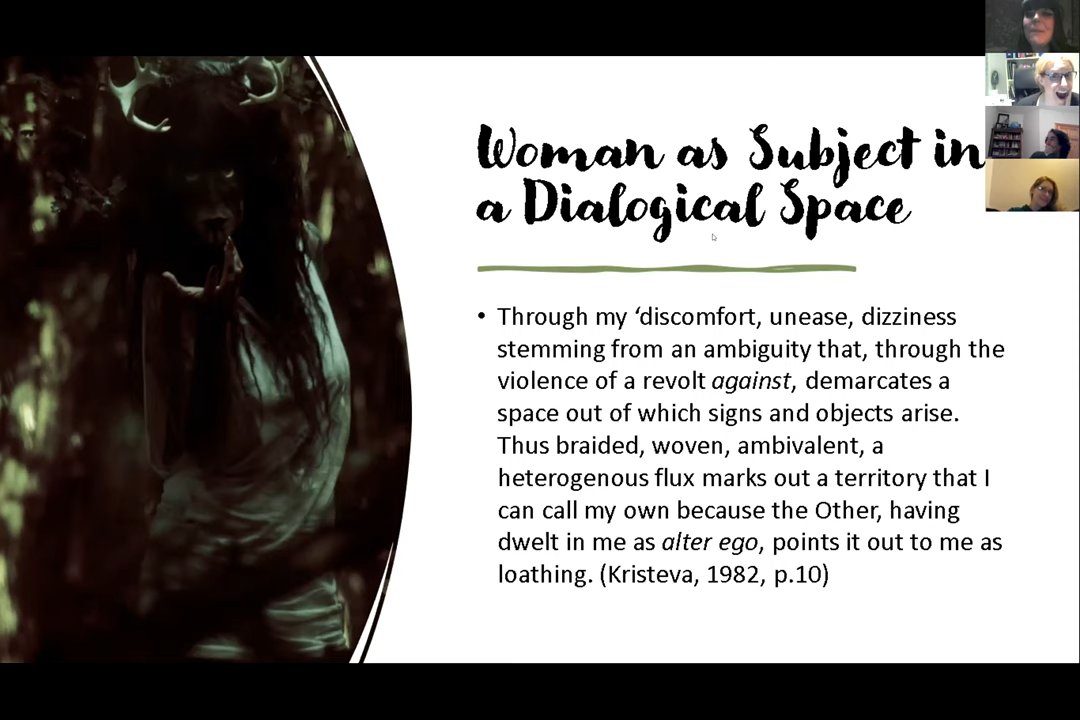 Woman as Subject in
a Dialogical Space
• Through my ‘discomfort, unease, dizziness
stemming from an ambiguity that, through the
violence of a revolt against, demarcates a
space out of which signs and objects arise.
Thus braided, woven, ambivalent, a
heterogenous flux marks out a territory that I
can call my own because the Other, having
dwelt in me as alter ego, points it out to me as
loathing. (Kristeva, 1982, p.10)